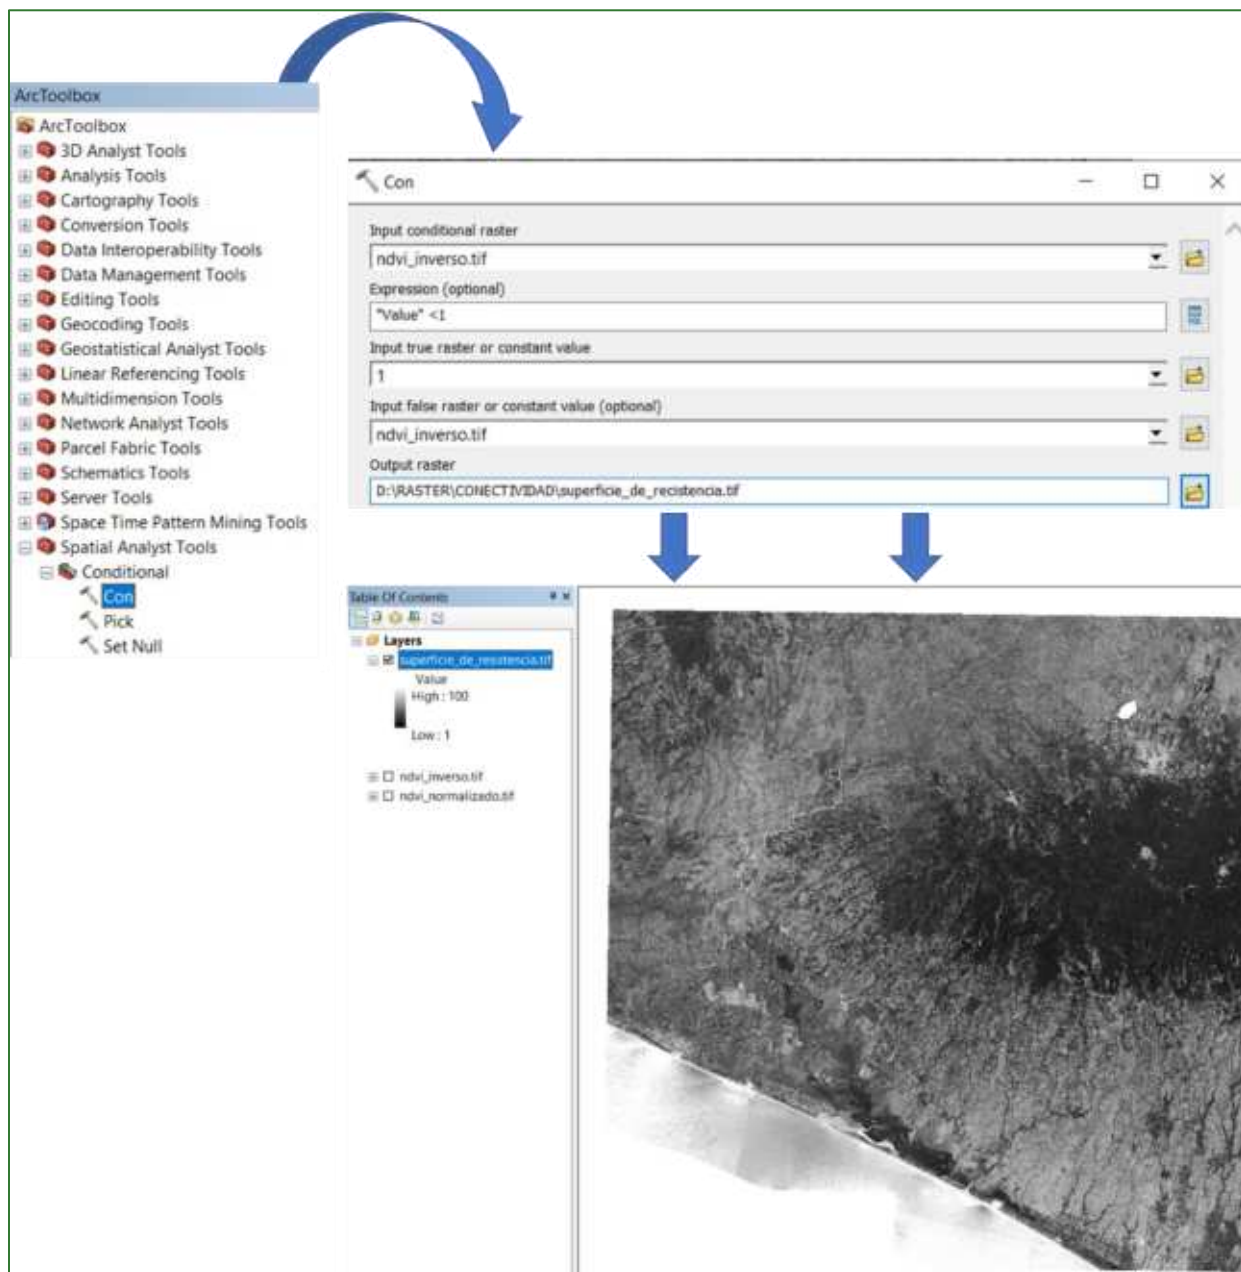 ArcToolbox
ArcToolbox
3D Analyst Tools
Analysis Tools
Cartography Tools
Conversion Tools
Data Interoperability Tools
Data Management Tools
Editing Tools
Geocoding Tools
Geostatistical Analyst Tools
Linear Referencing Tools
Multidimension Tools
Network Analyst Tools
Parcel Fabric Tools
Schematics Tools
Server Tools
Space Time Pattern Mining Tools
Spatial Analyst Tools
Conditional
Con
Pick
Set Null
Con
Input conditional raster
ndvi_inverso.tif
Expression (optional)
"Value" <1
Input true raster or constant value
1
Input false raster or constant value (optional)
ndvi_inverso.tif
Output raster
D:\RASTER\CONECTIVIDAD\superficie_de_recistencia.tif
Table Of Contents
Layers
superficie_de_resistencia.tif
Value
High : 100
Low : 1
ndvi_inverso.tif
ndvi_normalizado.tif